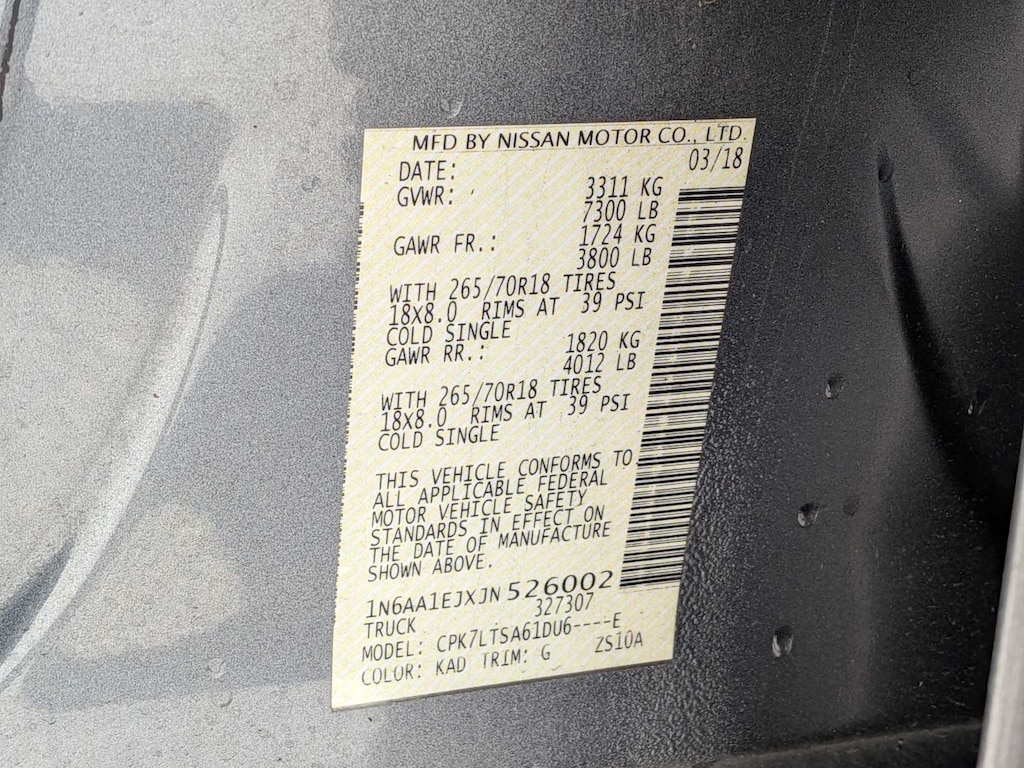 MFD BY NISSAN MOTOR CO., LTD.
DATE: 03/18
GVWR: 3311 KG
7300 LB
GAWR FR.: 1724 KG
3800 LB
WITH 265/70R18 TIRES
18X8.0 RIMS AT 39 PSI
COLD SINGLE
GAWR RR.: 1820 KG
4012 LB
WITH 265/70R18 TIRES
18X8.0 RIMS AT 39 PSI
COLD SINGLE
THIS VEHICLE CONFORMS TO
ALL APPLICABLE FEDERAL
MOTOR VEHICLE SAFETY
STANDARDS IN EFFECT ON
THE DATE OF MANUFACTURE
SHOWN ABOVE.
1N6AA1EJXJN526002
TRUCK 327307
MODEL: CPK7LTSA61DU6----E
COLOR: KAD TRIM: G ZS10A